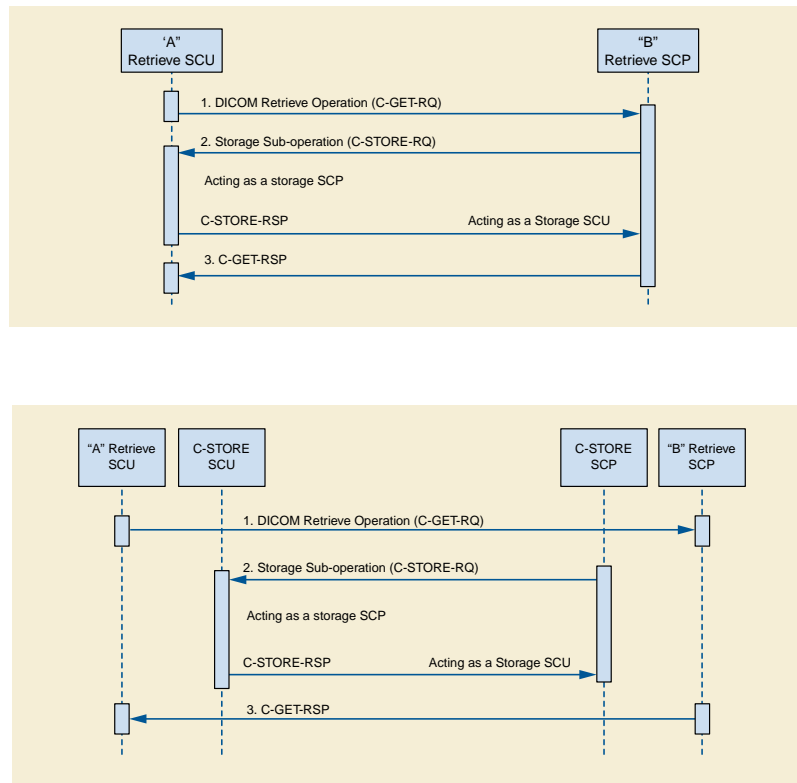 ‘A”
Retrieve SCU
“B”
Retrieve SCP
1. DICOM Retrieve Operation (C-GET-RQ)
2. Storage Sub-operation (C-STORE-RQ)
Acting as a storage SCP
C-STORE-RSP
Acting as a Storage SCU
3. C-GET-RSP
“A” Retrieve
SCU
C-STORE
SCU
C-STORE
SCP
“B” Retrieve
SCP
1. DICOM Retrieve Operation (C-GET-RQ)
2. Storage Sub-operation (C-STORE-RQ)
Acting as a storage SCP
C-STORE-RSP
Acting as a Storage SCU
3. C-GET-RSP